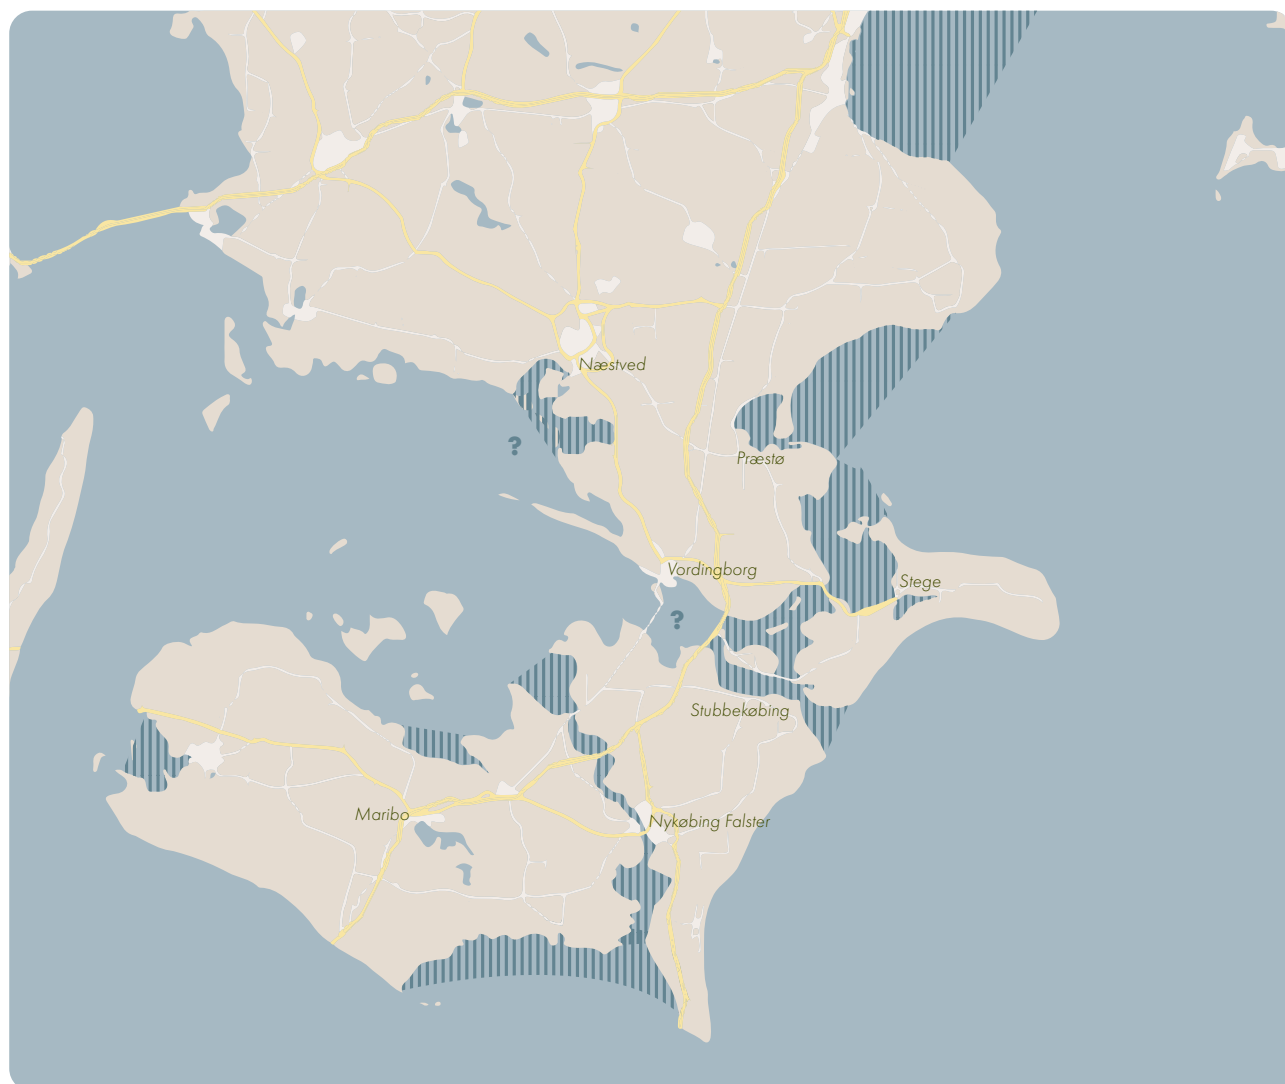 Næstved
?
Præstø
Vordingborg
Stege
?
Stubbekøbing
Maribo
Nykøbing Falster